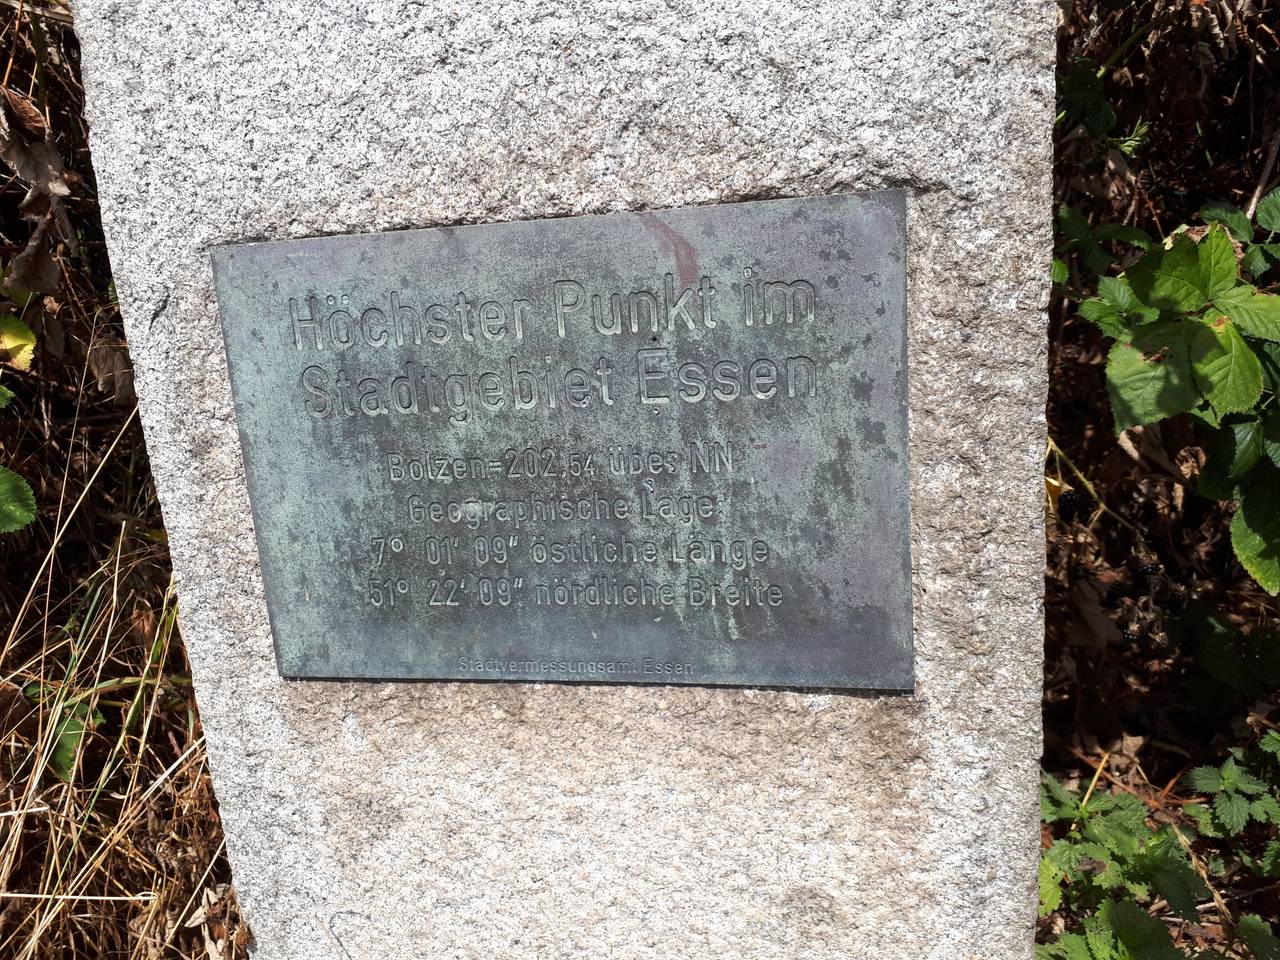 Höchster Punkt im
Stadtgebiet Essen
Bolzen=202,54 über NN
Geographische Lage:
7° 01' 09" östliche Länge
51° 22' 09" nördliche Breite
Stadtvermessungsamt Essen